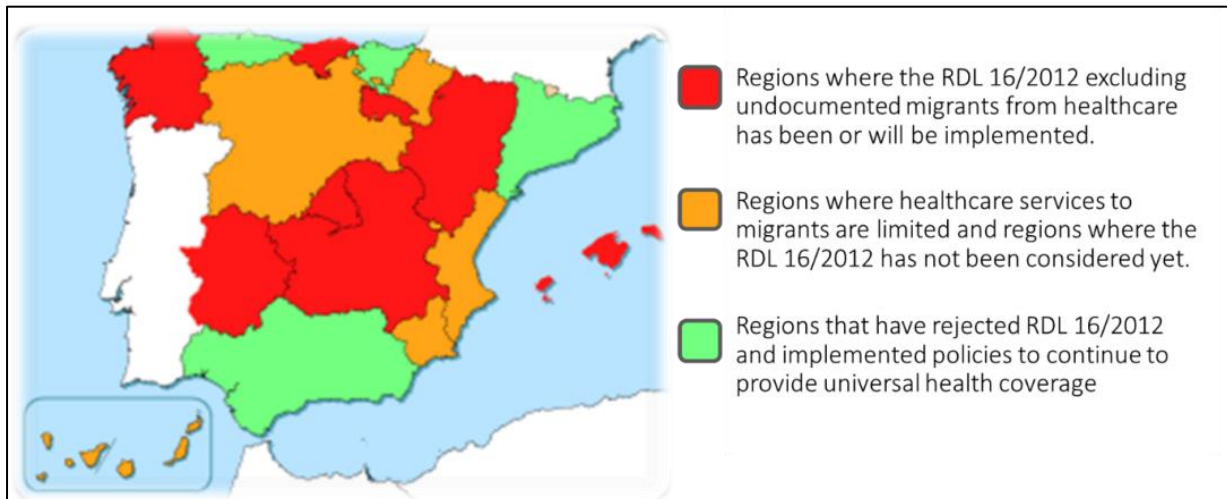 Regions where the RDL 16/2012 excluding
undocumented migrants from healthcare
has been or will be implemented.
Regions where healthcare services to
migrants are limited and regions where the
RDL 16/2012 has not been considered yet.
Regions that have rejected RDL 16/2012
and implemented policies to continue to
provide universal health coverage